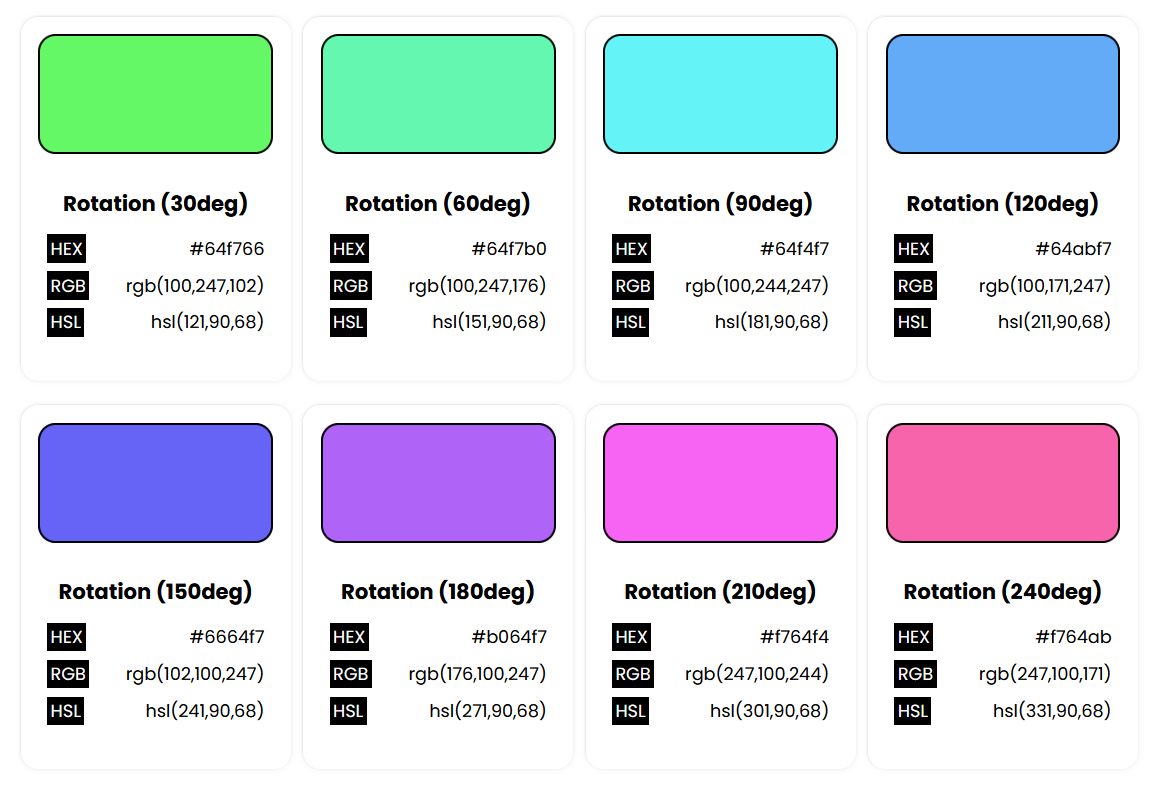 Rotation (30deg)
HEX #64f766
RGB rgb(100,247,102)
HSL hsl(121,90,68)
Rotation (60deg)
HEX #64f7b0
RGB rgb(100,247,176)
HSL hsl(151,90,68)
Rotation (90deg)
HEX #64f4f7
RGB rgb(100,244,247)
HSL hsl(181,90,68)
Rotation (120deg)
HEX #64abf7
RGB rgb(100,171,247)
HSL hsl(211,90,68)
Rotation (150deg)
HEX #6664f7
RGB rgb(102,100,247)
HSL hsl(241,90,68)
Rotation (180deg)
HEX #b064f7
RGB rgb(176,100,247)
HSL hsl(271,90,68)
Rotation (210deg)
HEX #f764f4
RGB rgb(247,100,244)
HSL hsl(301,90,68)
Rotation (240deg)
HEX #f764ab
RGB rgb(247,100,171)
HSL hsl(331,90,68)